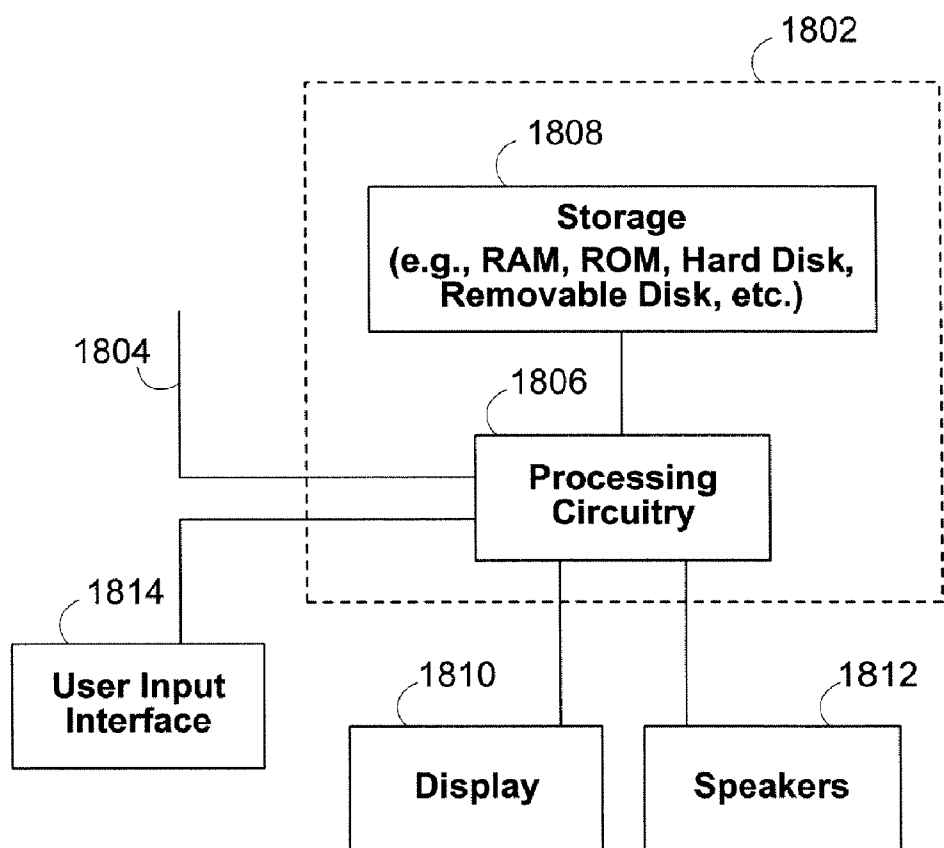 1802
1808
Storage
(e.g., RAM, ROM, Hard Disk,
Removable Disk, etc.)
1804
1806
Processing
Circuitry
1814
User Input
Interface
1810
Display
1812
Speakers